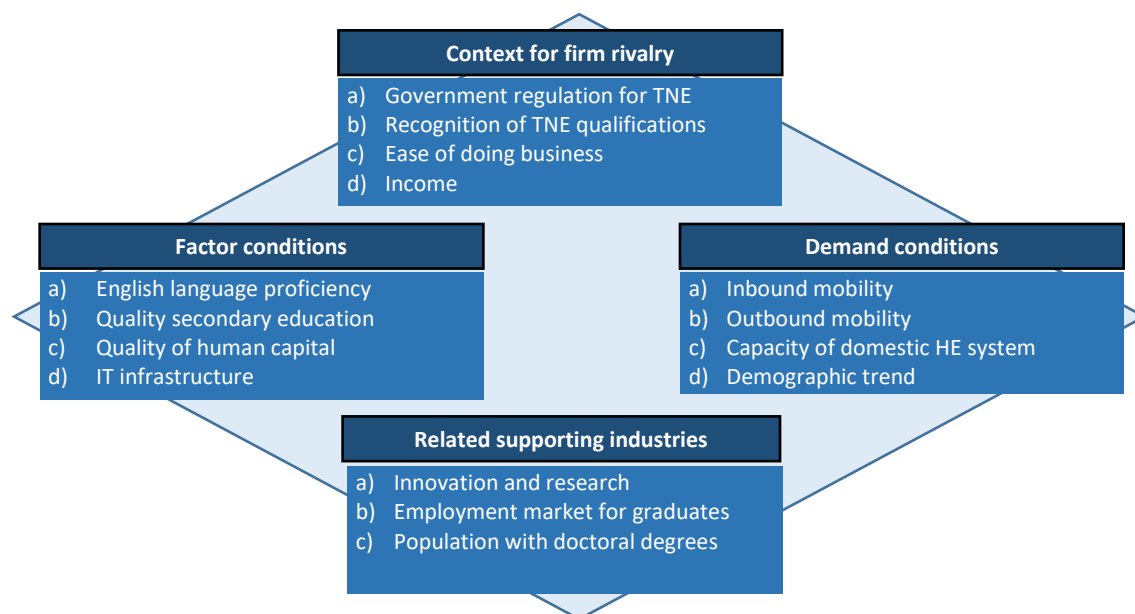 Context for firm rivalry
a) Government regulation for TNE
b) Recognition of TNE qualifications
c) Ease of doing business
d) Income
Factor conditions
a) English language proficiency
b) Quality secondary education
c) Quality of human capital
d) IT infrastructure
Demand conditions
a) Inbound mobility
b) Outbound mobility
c) Capacity of domestic HE system
d) Demographic trend
Related supporting industries
a) Innovation and research
b) Employment market for graduates
c) Population with doctoral degrees